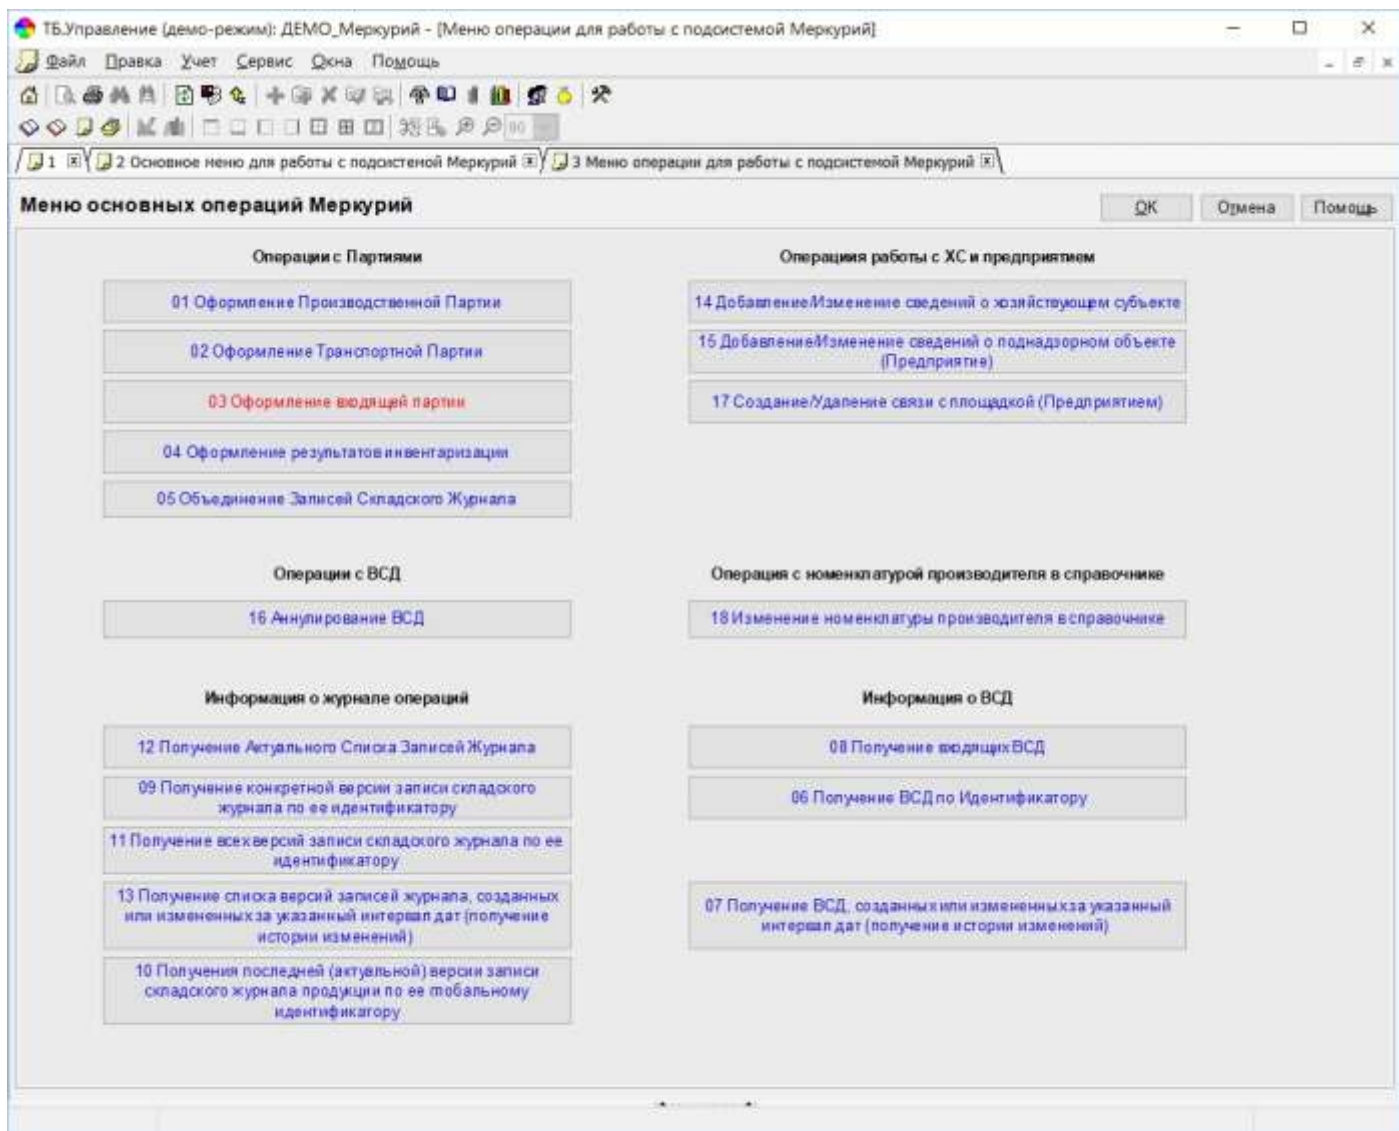 ТБ.Управление (демо-режим): ДЕМО_Меркурий - [Меню операции для работы с подсистемой Меркурий]
Файл Правка Учет Сервис Окна Помощь
1 2 Основное меню для работы с подсистемой Меркурий 3 Меню операции для работы с подсистемой Меркурий
Меню основных операций Меркурий
ОК Отмена Помощь
Операции с Партиями
01 Оформление Производственной Партии
02 Оформление Транспортной Партии
03 Оформление входящей партии
04 Оформление результатов инвентаризации
05 Объединение Записей Складского Журнала
Операциия работы с ХС и предприятием
14 Добавление/Изменение сведений о хозяйствующем субъекте
15 Добавление/Изменение сведений о поднадзорном объекте
(Предприятие)
17 Создание/Удаление связи с площадкой (Предприятием)
Операции с ВСД
16 Аннулирование ВСД
Операция с номенклатурой производителя в справочнике
18 Изменение номенклатуры производителя в справочнике
Информация о журнале операций
12 Получение Актуального Списка Записей Журнала
09 Получение конкретной версии записи складского
журнала по ее идентификатору
11 Получение всех версий записи складского журнала по ее
идентификатору
13 Получение списка версий записей журнала, созданных
или измененных за указанный интервал дат (получение
истории изменений)
10 Получения последней (актуальной) версии записи
складского журнала продукции по ее глобальному
идентификатору
Информация о ВСД
08 Получение входящих ВСД
06 Получение ВСД по Идентификатору
07 Получение ВСД, созданных или измененных за указанный
интервал дат (получение истории изменений)